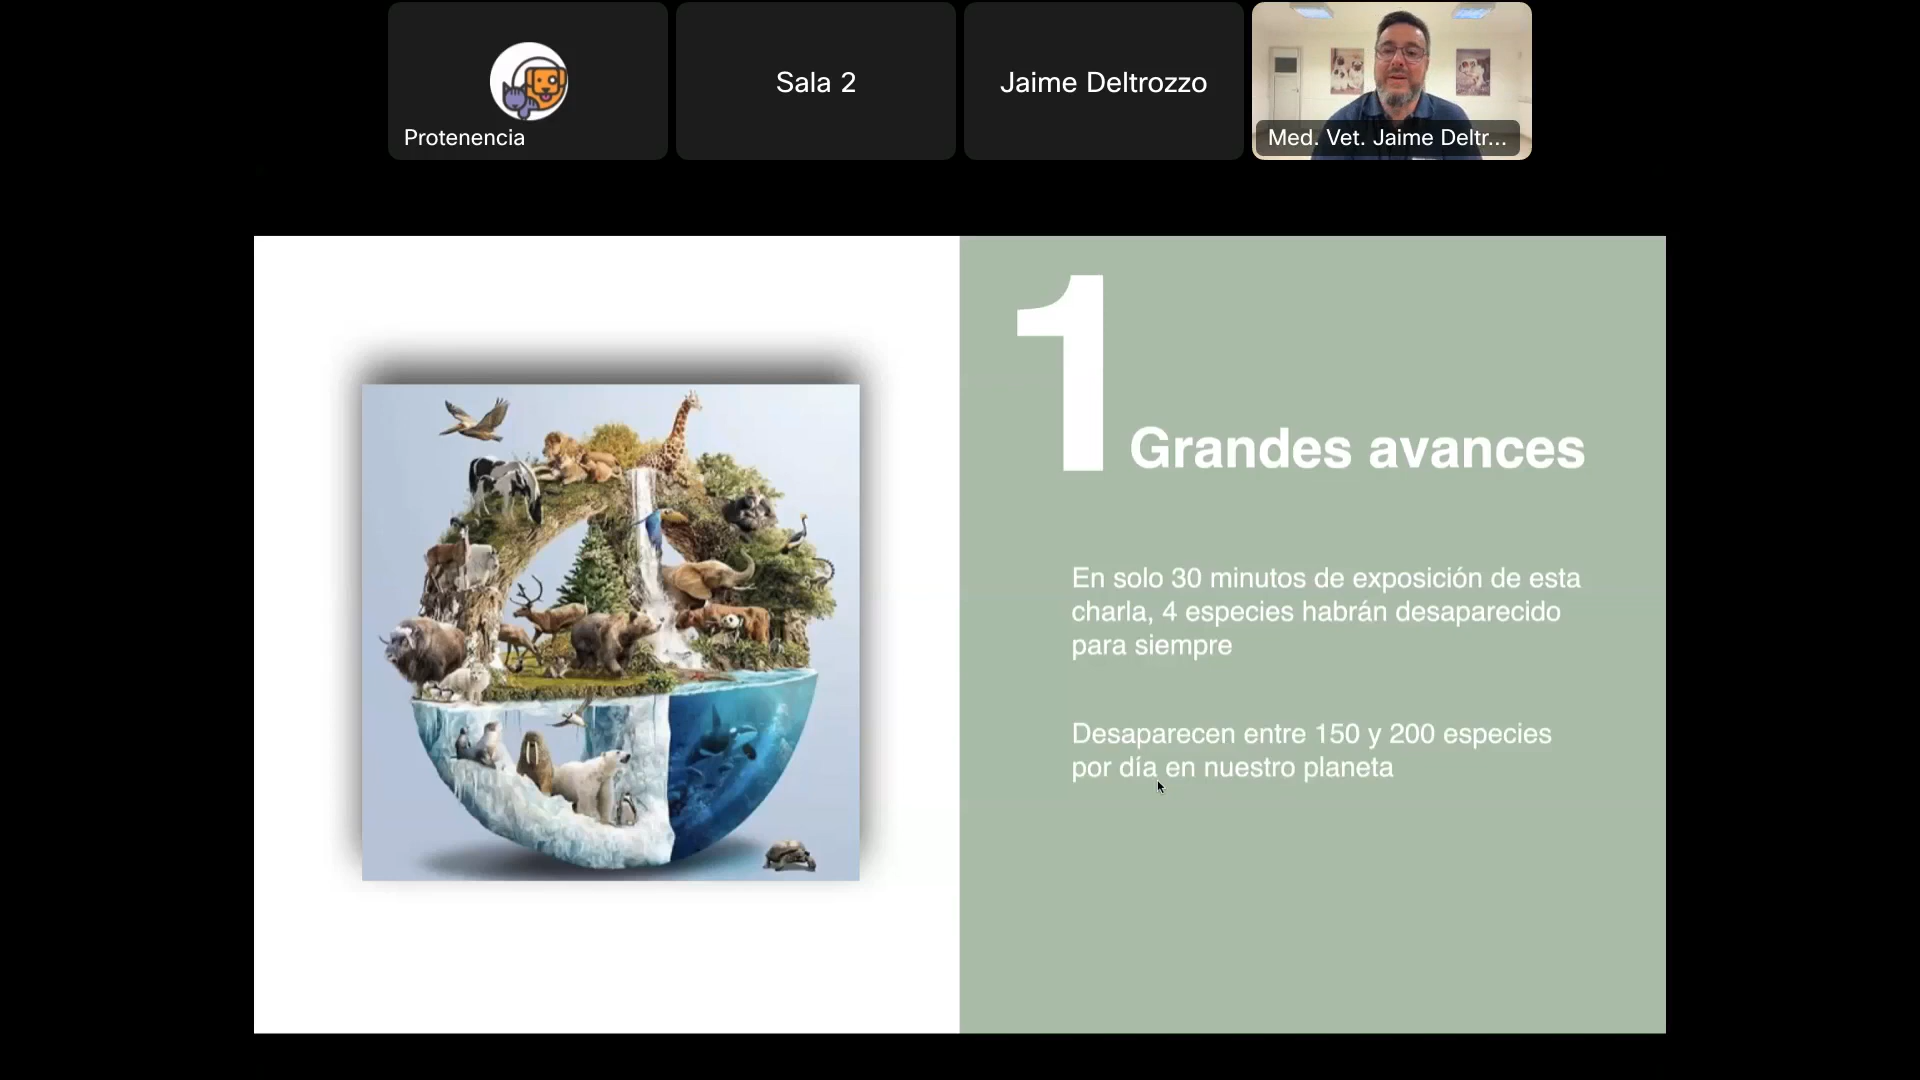 Protenencia
Sala 2
Jaime Deltrozzo
Med. Vet. Jaime Deltr...
1
Grandes avances
En solo 30 minutos de exposición de esta
charla, 4 especies habrán desaparecido
para siempre
Desaparecen entre 150 y 200 especies
por día en nuestro planeta